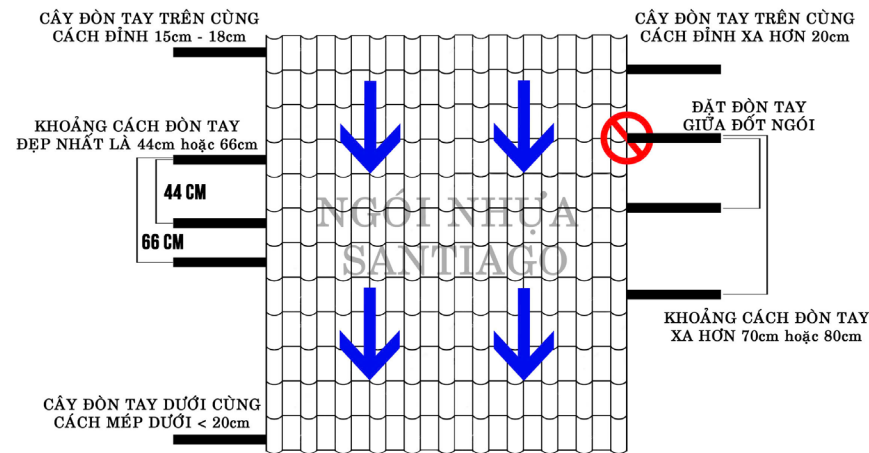 CÂY ĐÒN TAY TRÊN CÙNG
CÁCH ĐỈNH 15cm - 18cm
CÂY ĐÒN TAY TRÊN CÙNG
CÁCH ĐỈNH XA HƠN 20cm
KHOẢNG CÁCH ĐÒN TAY
ĐẸP NHẤT LÀ 44cm hoặc 66cm
ĐẶT ĐÒN TAY
GIỮA ĐỐT NGÓI
44 CM
66 CM
NGÓI NHỰA
SANTIAGO
KHOẢNG CÁCH ĐÒN TAY
XA HƠN 70cm hoặc 80cm
CÂY ĐÒN TAY DƯỚI CÙNG
CÁCH MÉP DƯỚI < 20cm